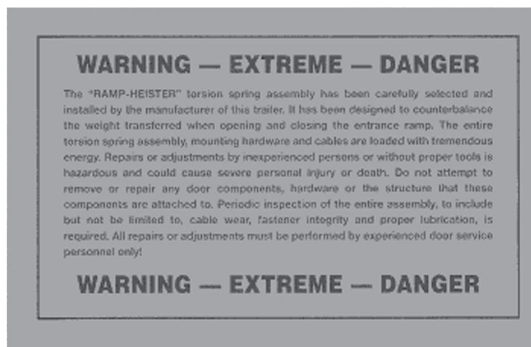 WARNING — EXTREME — DANGER
The “RAMP-HEISTER” torsion spring assembly has been carefully selected and
installed by the manufacturer of this trailer. It has been designed to counterbalance
the weight transferred when opening and closing the entrance ramp. The entire
torsion spring assembly, mounting hardware and cables are loaded with tremendous
energy. Repairs or adjustments by inexperienced persons or without proper tools is
hazardous and could cause severe personal injury or death. Do not attempt to
remove or repair any door components, hardware or the structure that these
components are attached to. Periodic inspection of the entire assembly, to include
but not be limited to, cable wear, fastener integrity and proper lubrication, is
required. All repairs or adjustments must be performed by experienced door service
personnel only!
WARNING — EXTREME — DANGER